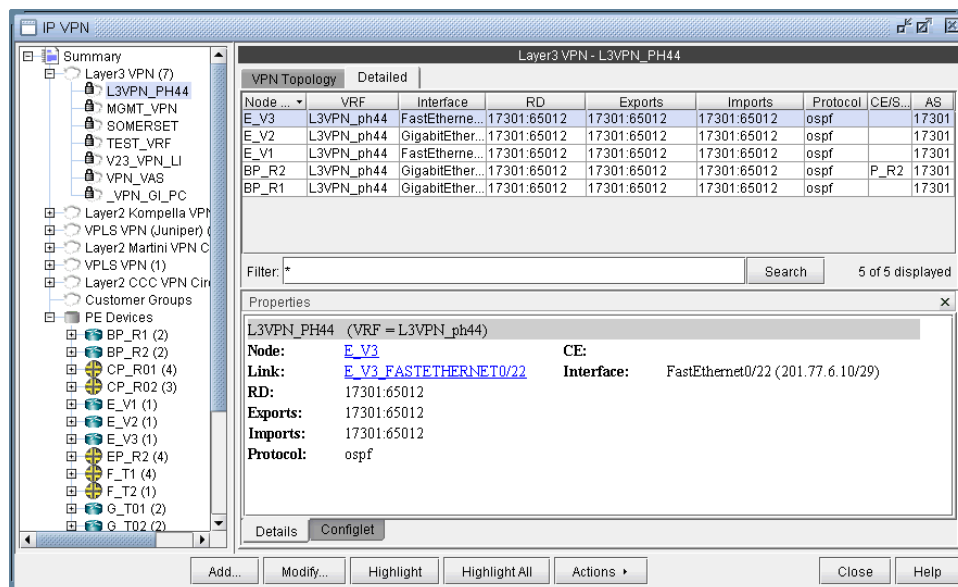 IP VPN
Summary
Layer3 VPN (7)
L3VPN_PH44
MGMT_VPN
SOMERSET
TEST_VRF
V23_VPN_LI
VPN_VAS
_VPN_GI_PC
Layer2 Kompella VPN
VPLS VPN (Juniper) (
Layer2 Martini VPN C
VPLS VPN (1)
Layer2 CCC VPN Cir
Customer Groups
PE Devices
BP_R1 (2)
BP_R2 (2)
CP_R01 (4)
CP_R02 (3)
E_V1 (1)
E_V2 (1)
E_V3 (1)
EP_R2 (4)
F_T1 (4)
F_T2 (1)
G_T01 (2)
G_T02 (2)
Layer3 VPN - L3VPN_PH44
VPN Topology Detailed
Node ... VRF Interface RD Exports Imports Protocol CE/S... AS
E_V3 L3VPN_ph44 FastEtherne... 17301:65012 17301:65012 17301:65012 ospf 17301
E_V2 L3VPN_ph44 GigabitEther... 17301:65012 17301:65012 17301:65012 ospf 17301
E_V1 L3VPN_ph44 FastEtherne... 17301:65012 17301:65012 17301:65012 ospf 17301
BP_R2 L3VPN_ph44 GigabitEther... 17301:65012 17301:65012 17301:65012 ospf P_R2 17301
BP_R1 L3VPN_ph44 GigabitEther... 17301:65012 17301:65012 17301:65012 ospf 17301
Filter: * Search 5 of 5 displayed
Properties
L3VPN_PH44 (VRF = L3VPN_ph44)
Node: E_V3 CE:
Link: E_V3_FASTETHERNET0/22 Interface: FastEthernet0/22 (201.77.6.10/29)
RD: 17301:65012
Exports: 17301:65012
Imports: 17301:65012
Protocol: ospf
Details Configlet
Add... Modify... Highlight Highlight All Actions Close Help